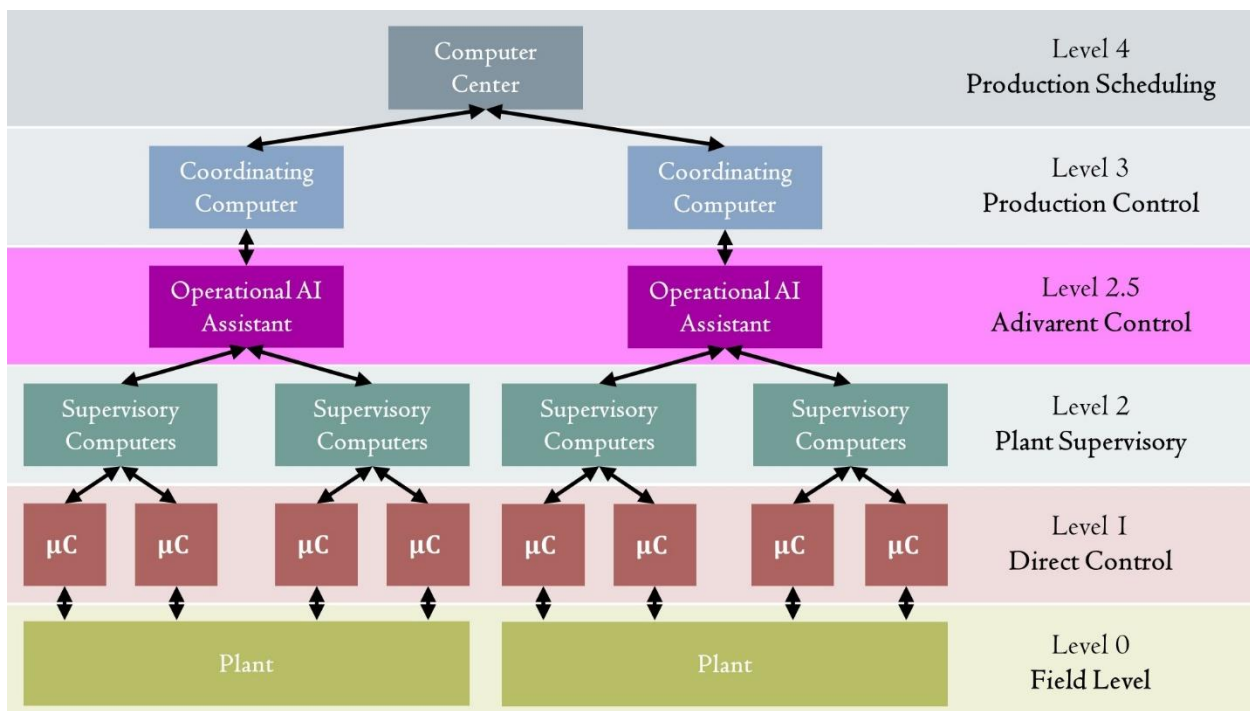 Computer
Center
Level 4
Production Scheduling
Coordinating
Computer
Coordinating
Computer
Level 3
Production Control
Operational AI
Assistant
Operational AI
Assistant
Level 2.5
Adivarent Control
Supervisory
Computers
Supervisory
Computers
Supervisory
Computers
Supervisory
Computers
Level 2
Plant Supervisory
μC
μC
μC
μC
μC
μC
μC
μC
Level 1
Direct Control
Plant
Plant
Level 0
Field Level